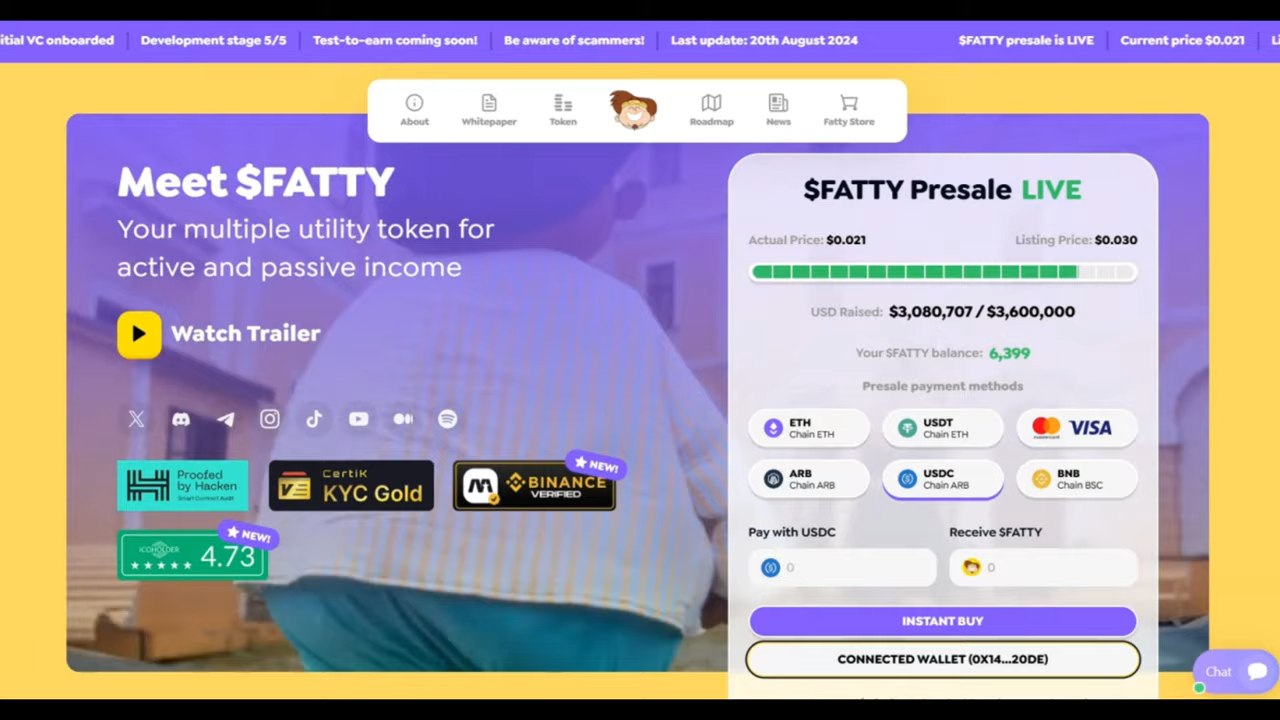 itial VC onboarded
Development stage 5/5
Test-to-earn coming soon!
Be aware of scammers!
Last update: 20th August 2024
$FATTY presale is LIVE
Current price $0.021
About
Whitepaper
Token
Roadmap
News
Fatty Store
Meet $FATTY
Your multiple utility token for
active and passive income
Watch Trailer
Proofed
by Hacken
Smart Contract Audit
CERTIK
KYC Gold
NEW!
BINANCE
VERIFIED
NEW!
ICOHOLDER
4.73
$FATTY Presale LIVE
Actual Price: $0.021
Listing Price: $0.030
USD Raised: $3,080,707 / $3,600,000
Your $FATTY balance: 6,399
Presale payment methods
ETH
Chain ETH
USDT
Chain ETH
mastercard
VISA
ARB
Chain ARB
USDC
Chain ARB
BNB
Chain BSC
Pay with USDC
Receive $FATTY
0
0
INSTANT BUY
CONNECTED WALLET (0X14...20DE)
Chat